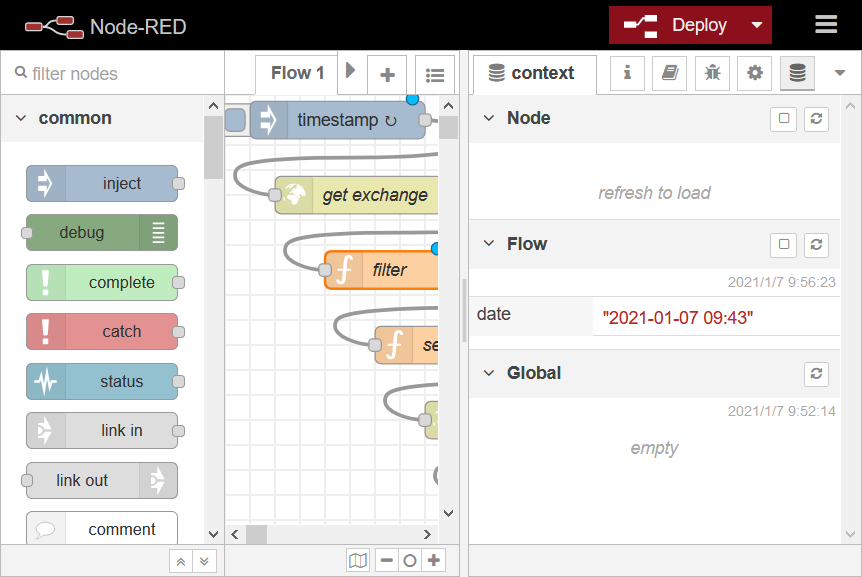 Node-RED
Deploy
filter nodes
common
inject
debug
complete
catch
status
link in
link out
comment
Flow 1
timestamp ↻
get exchange
filter
se
context
Node
refresh to load
Flow
2021/1/7 9:56:23
date
"2021-01-07 09:43"
Global
2021/1/7 9:52:14
empty